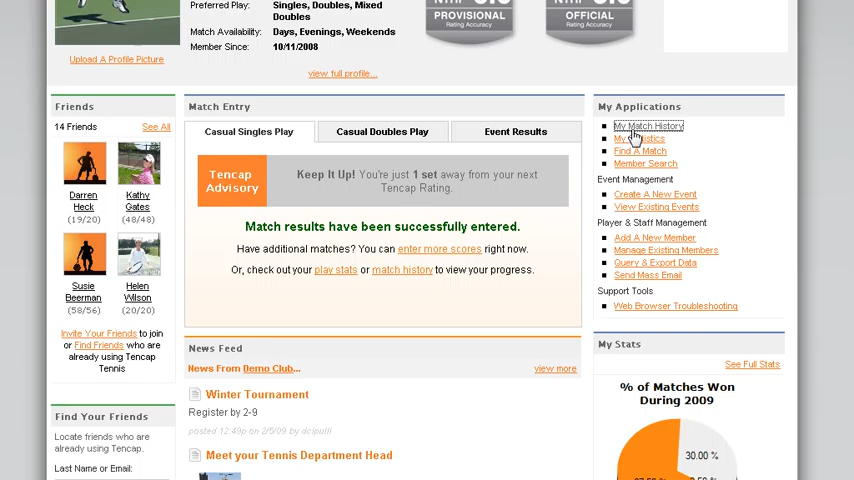 Preferred Play: Singles, Doubles, Mixed
Doubles
Match Availability: Days, Evenings, Weekends
Member Since: 10/11/2008
view full profile...
Upload A Profile Picture
PROVISIONAL
Rating Accuracy
OFFICIAL
Rating Accuracy
Friends
14 Friends See All
Darren
Heck
(19/20)
Kathy
Gates
(48/48)
Susie
Beerman
(58/56)
Helen
Wilson
(20/20)
Invite Your Friends to join
or Find Friends who are
already using Tencap
Tennis
Find Your Friends
Locate friends who are
already using Tencap.
Last Name or Email:
Match Entry
Casual Singles Play Casual Doubles Play Event Results
Tencap
Advisory
Keep It Up! You're just 1 set away from your next
Tencap Rating.
Match results have been successfully entered.
Have additional matches? You can enter more scores right now.
Or, check out your play stats or match history to view your progress.
News Feed
News From Demo Club... view more
Winter Tournament
Register by 2-9
posted 12:49p on 2/5/09 by dcipulli
Meet your Tennis Department Head
My Applications
My Match History
Find A Match
Member Search
Event Management
Create A New Event
View Existing Events
Player & Staff Management
Add A New Member
Manage Existing Members
Query & Export Data
Send Mass Email
Support Tools
Web Browser Troubleshooting
My Stats
See Full Stats
% of Matches Won
During 2009
30.00 %